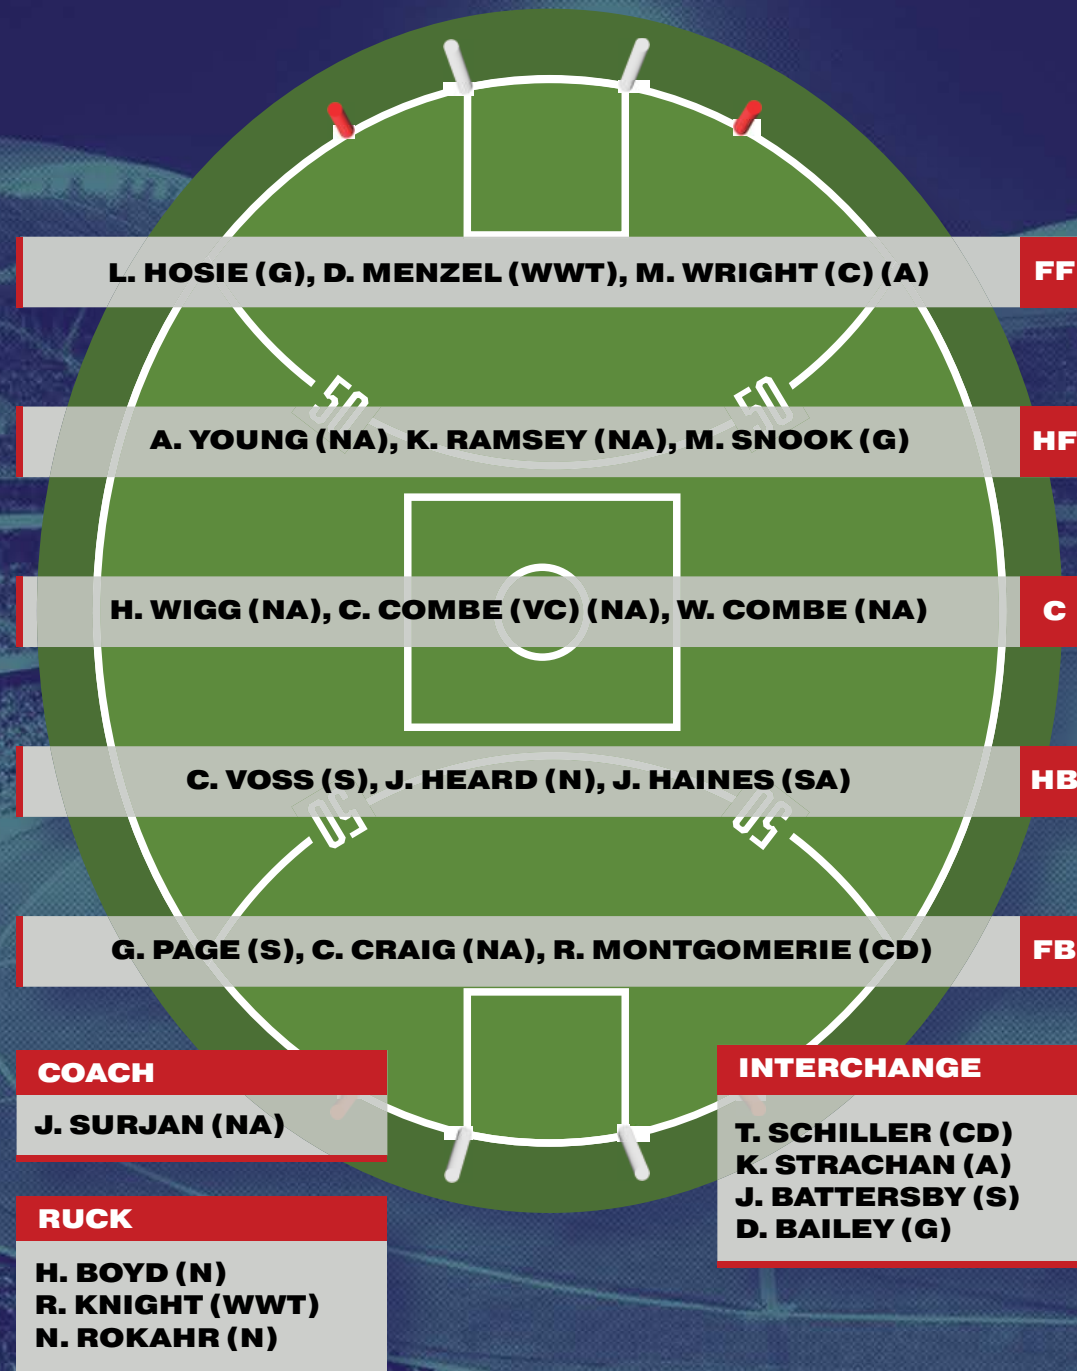 L. HOSIE (G), D. MENZEL (WWT), M. WRIGHT (C) (A)
FF
50 50
A. YOUNG (NA), K. RAMSEY (NA), M. SNOOK (G)
HF
H. WIGG (NA), C. COMBE (VC) (NA), W. COMBE (NA)
C
C. VOSS (S), J. HEARD (N), J. HAINES (SA)
HB
50 50
G. PAGE (S), C. CRAIG (NA), R. MONTGOMERIE (CD)
FB
COACH
J. SURJAN (NA)
RUCK
H. BOYD (N)
R. KNIGHT (WWT)
N. ROKAHR (N)
INTERCHANGE
T. SCHILLER (CD)
K. STRACHAN (A)
J. BATTERSBY (S)
D. BAILEY (G)